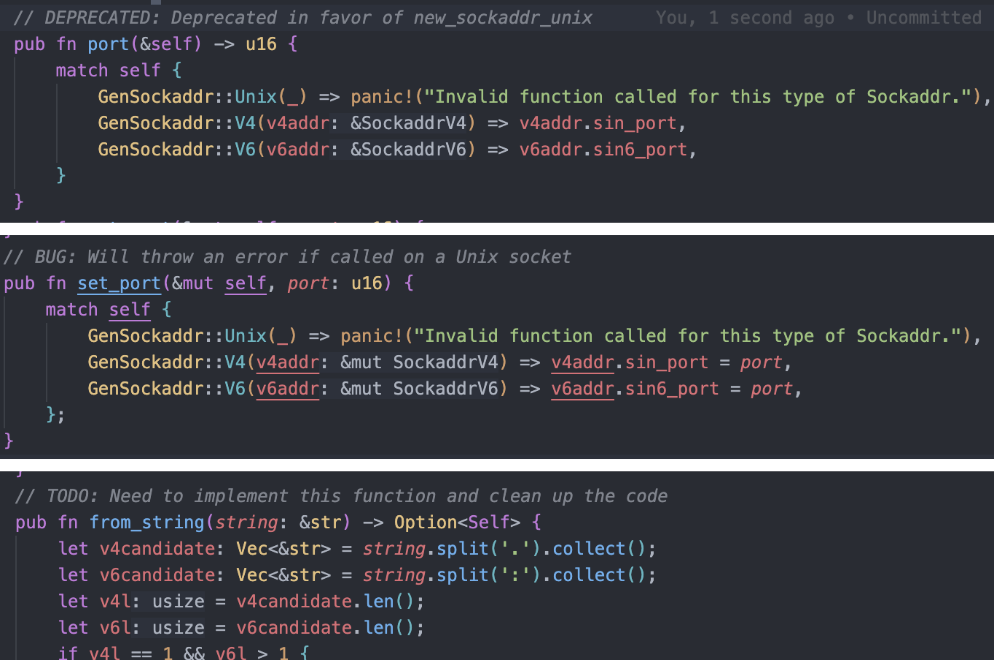 // DEPRECATED: Deprecated in favor of new_sockaddr_unix You, 1 second ago • Uncommitted
pub fn port(&self) -> u16 {
match self {
GenSockaddr::Unix(_) => panic!("Invalid function called for this type of Sockaddr."),
GenSockaddr::V4(v4addr: &SockaddrV4) => v4addr.sin_port,
GenSockaddr::V6(v6addr: &SockaddrV6) => v6addr.sin6_port,
}
}
// BUG: Will throw an error if called on a Unix socket
pub fn set_port(&mut self, port: u16) {
match self {
GenSockaddr::Unix(_) => panic!("Invalid function called for this type of Sockaddr."),
GenSockaddr::V4(v4addr: &mut SockaddrV4) => v4addr.sin_port = port,
GenSockaddr::V6(v6addr: &mut SockaddrV6) => v6addr.sin6_port = port,
};
}
// TODO: Need to implement this function and clean up the code
pub fn from_string(string: &str) -> Option<Self> {
let v4candidate: Vec<&str> = string.split('.').collect();
let v6candidate: Vec<&str> = string.split(':').collect();
let v4l: usize = v4candidate.len();
let v6l: usize = v6candidate.len();
if v4l == 1 && v6l > 1 {